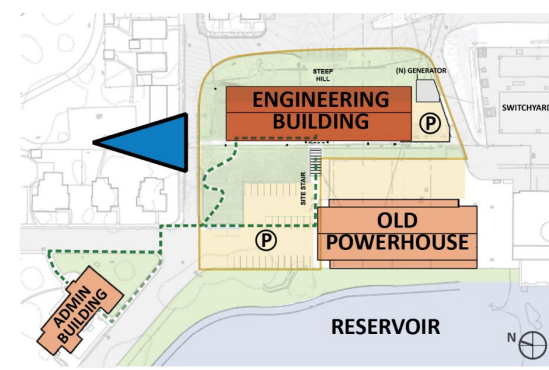 STEEP
HILL
(N) GENERATOR
ENGINEERING
BUILDING
P
SWITCHYARD
SITE STAIR
P
OLD
POWERHOUSE
ADMIN
BUILDING
RESERVOIR
N